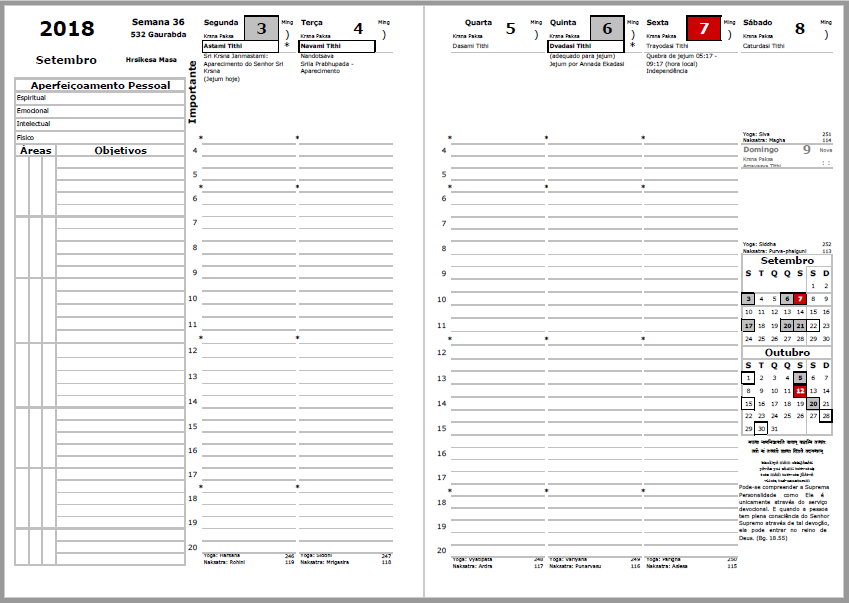 2018
Semana 36
532 Gaurabda
Setembro
Hrsikesa Masa
Aperfeiçoamento Pessoal
Espiritual
Emocional
Intelectual
Físico
Áreas Objetivos
Importante
Segunda 3 Ming
Krsna Paksa )
Astami Tithi *
Sri Krsna Janmastami:
Aparecimento do Senhor Sri
Krsna
(Jejum hoje)
Terça 4 Ming
Krsna Paksa )
Navami Tithi
Nandotsava
Srila Prabhupada -
Aparecimento
* *
4
5
* *
6
7
8
9
10
11
* *
12
13
14
15
16
17
* *
18
19
20
Yoga: Harsana 246
Naksatra: Rohini 119
Yoga: Siddhi 247
Naksatra: Mrigasira 118
Quarta 5 Ming
Krsna Paksa )
Dasami Tithi
Quinta 6 Ming
Krsna Paksa )
Dvadasi Tithi *
(adequado para jejum)
Jejum por Annada Ekadasi
Sexta 7 Ming
Krsna Paksa )
Trayodasi Tithi
Quebra de jejum 05:17 -
09:17 (hora local)
Independência
Sábado 8 Ming
Krsna Paksa )
Caturdasi Tithi
* * *
4
5
* * *
6
7
8
9
10
11
* * *
12
13
14
15
16
17
* * *
18
19
20
Yoga: Vyatipata 248
Naksatra: Ardra 117
Yoga: Variyana 249
Naksatra: Punarvasu 116
Yoga: Parigha 250
Naksatra: Aslesa 115
Yoga: Siva 251
Naksatra: Magha 114
Domingo 9 Nova
Krsna Paksa
Amavasya Tithi
Yoga: Siddha 252
Naksatra: Purva-phalguni 113
Setembro
S T Q Q S S D
1 2
3 4 5 6 7 8 9
10 11 12 13 14 15 16
17 18 19 20 21 22 23
24 25 26 27 28 29 30
Outubro
S T Q Q S S D
1 2 3 4 5 6 7
8 9 10 11 12 13 14
15 16 17 18 19 20 21
22 23 24 25 26 27 28
29 30 31
Pode-se compreender a Suprema
Personalidade como Ele é
unicamente através do serviço
devocional. E quando a pessoa
tem plena consciência do Senhor
Supremo através de tal devoção,
ela pode entrar no reino de
Deus. (Bg. 18.55)